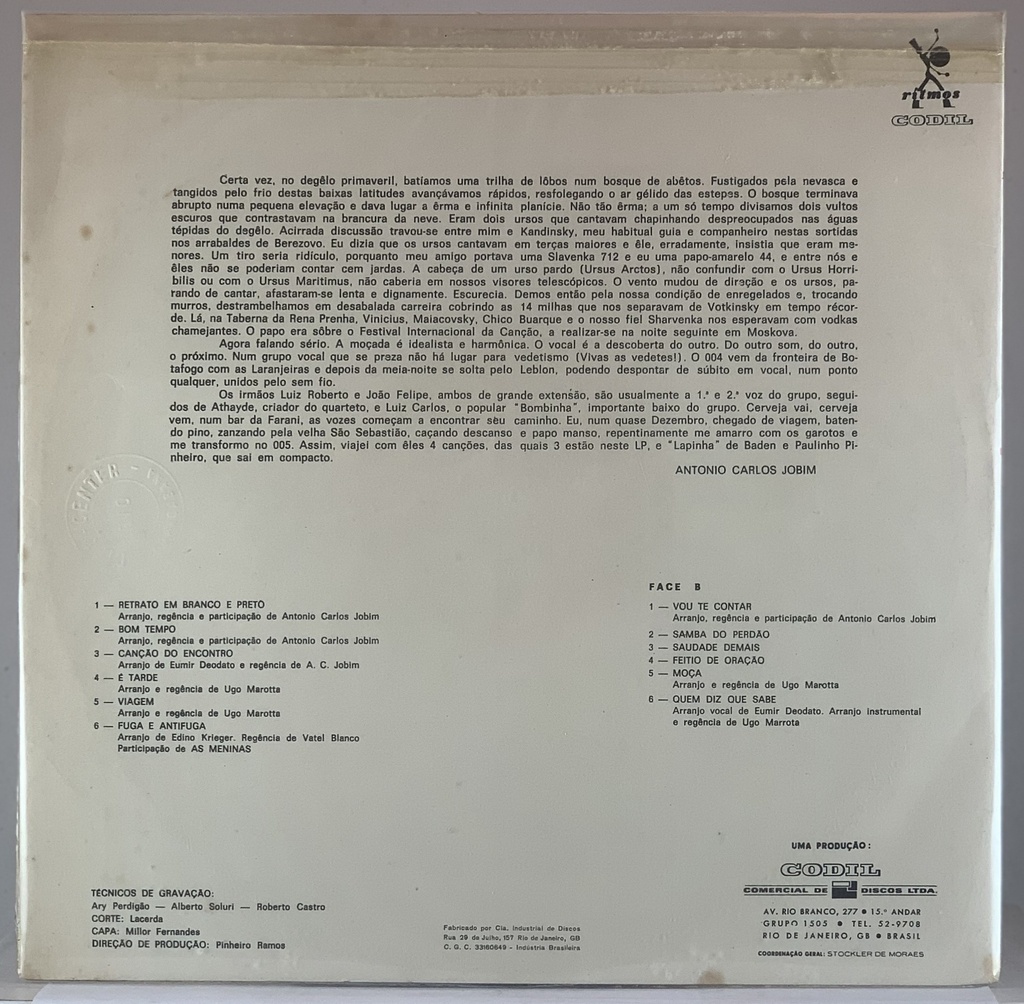 ritmos
CODIL
Certa vez, no degêlo primaveril, batíamos uma trilha de lôbos num bosque de abêtos. Fustigados pela nevasca e
tangidos pelo frio destas baixas latitudes avançávamos rápidos, resfolegando o ar gélido das estepes. O bosque terminava
abrupto numa pequena elevação e dava lugar a êrma e infinita planície. Não tão êrma; a um só tempo divisamos dois vultos
escuros que contrastavam na brancura da neve. Eram dois ursos que cantavam chapinhando despreocupados nas águas
tépidas do degêlo. Acirrada discussão travou-se entre mim e Kandinsky, meu habitual guia e companheiro nestas sortidas
nos arrabaldes de Berezovo. Eu dizia que os ursos cantavam em terças maiores e êle, erradamente, insistia que eram me-
nores. Um tiro seria ridículo, porquanto meu amigo portava uma Slavenka 712 e eu uma papo-amarelo 44, e entre nós e
êles não se poderiam contar cem jardas. A cabeça de um urso pardo (Ursus Arctos), não confundir com o Ursus Horri-
bilis ou com o Ursus Maritimus, não caberia em nossos visores telescópicos. O vento mudou de direção e os ursos, pa-
rando de cantar, afastaram-se lenta e dignamente. Escurecia. Demos então pela nossa condição de enregelados e, trocando
murros, destrambelhamos em desabalada carreira cobrindo as 14 milhas que nos separavam de Votkinsky em tempo récor-
de. Lá, na Taberna da Rena Prenha, Vinicius, Maiacovsky, Chico Buarque e o nosso fiel Sharvenka nos esperavam com vodkas
chamejantes. O papo era sôbre o Festival Internacional da Canção, a realizar-se na noite seguinte em Moskova.
Agora falando sério. A moçada é idealista e harmônica. O vocal é a descoberta do outro. Do outro som, do outro,
o próximo. Num grupo vocal que se preza não há lugar para vedetismo (Vivas as vedetes!). O 004 vem da fronteira de Bo-
tafogo com as Laranjeiras e depois da meia-noite se solta pelo Leblon, podendo despontar de súbito em vocal, num ponto
qualquer, unidos pelo sem fio.
Os irmãos Luiz Roberto e João Felipe, ambos de grande extensão, são usualmente a 1.ª e 2.ª voz do grupo, segui-
dos de Athayde, criador do quarteto, e Luiz Carlos, o popular "Bombinha", importante baixo do grupo. Cerveja vai, cerveja
vem, num bar da Farani, as vozes começam a encontrar seu caminho. Eu, num quase Dezembro, chegado de viagem, baten-
do pino, zanzando pela velha São Sebastião, caçando descanso e papo manso, repentinamente me amarro com os garotos e
me transformo no 005. Assim, viajei com êles 4 canções, das quais 3 estão neste LP, e "Lapinha" de Baden e Paulinho Pi-
nheiro, que sai em compacto.
ANTONIO CARLOS JOBIM
CENTER
1 — RETRATO EM BRANCO E PRETO
Arranjo, regência e participação de Antonio Carlos Jobim
2 — BOM TEMPO
Arranjo, regência e participação de Antonio Carlos Jobim
3 — CANÇÃO DO ENCONTRO
Arranjo de Eumir Deodato e regência de A. C. Jobim
4 — É TARDE
Arranjo e regência de Ugo Marotta
5 — VIAGEM
Arranjo e regência de Ugo Marotta
6 — FUGA E ANTIFUGA
Arranjo de Edino Krieger. Regência de Vatel Blanco
Participação de AS MENINAS
FACE B
1 — VOU TE CONTAR
Arranjo, regência e participação de Antonio Carlos Jobim
2 — SAMBA DO PERDÃO
3 — SAUDADE DEMAIS
4 — FEITIO DE ORAÇÃO
5 — MOÇA
Arranjo e regência de Ugo Marotta
6 — QUEM DIZ QUE SABE
Arranjo vocal de Eumir Deodato. Arranjo instrumental
e regência de Ugo Marrota
TÉCNICOS DE GRAVAÇÃO:
Ary Perdigão — Alberto Soluri — Roberto Castro
CORTE: Lacerda
CAPA: Millor Fernandes
DIREÇÃO DE PRODUÇÃO: Pinheiro Ramos
Fabricado por Cia. Industrial de Discos
Rua 29 de Julho, 157 Rio de Janeiro, GB
C. G. C. 33160649 - Indústria Brasileira
UMA PRODUÇÃO:
CODIL
COMERCIAL DE DISCOS LTDA.
AV. RIO BRANCO, 277 • 15.º ANDAR
GRUPO 1505 • TEL. 52-9708
RIO DE JANEIRO, GB • BRASIL
COORDENAÇÃO GERAL: STOCKLER DE MORAES